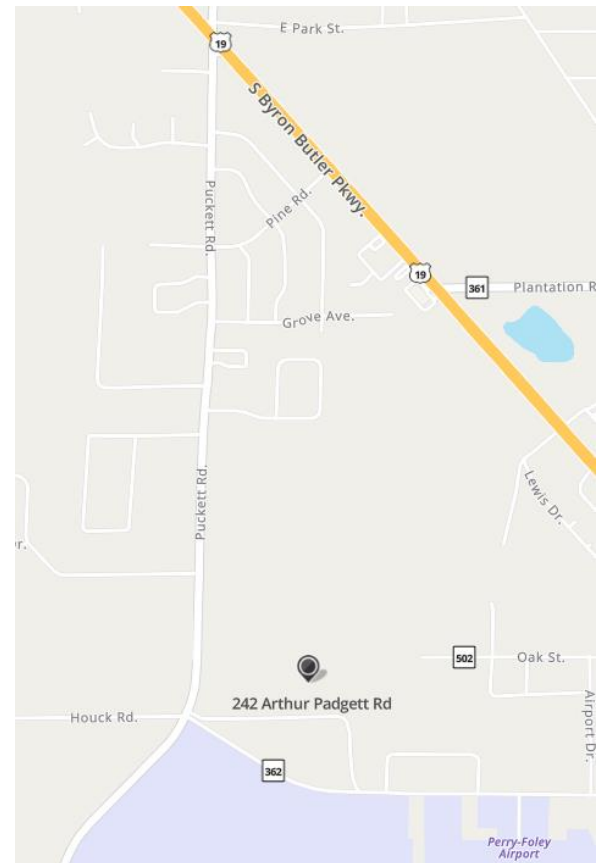 E Park St.
19
S Byron Butler Pkwy.
Puckett Rd.
Pine Rd.
19
361
Plantation R
Grove Ave.
Puckett Rd.
Lewis Dr.
r.
502
Oak St.
242 Arthur Padgett Rd
Airport Dr.
Houck Rd.
362
Perry-Foley
Airport